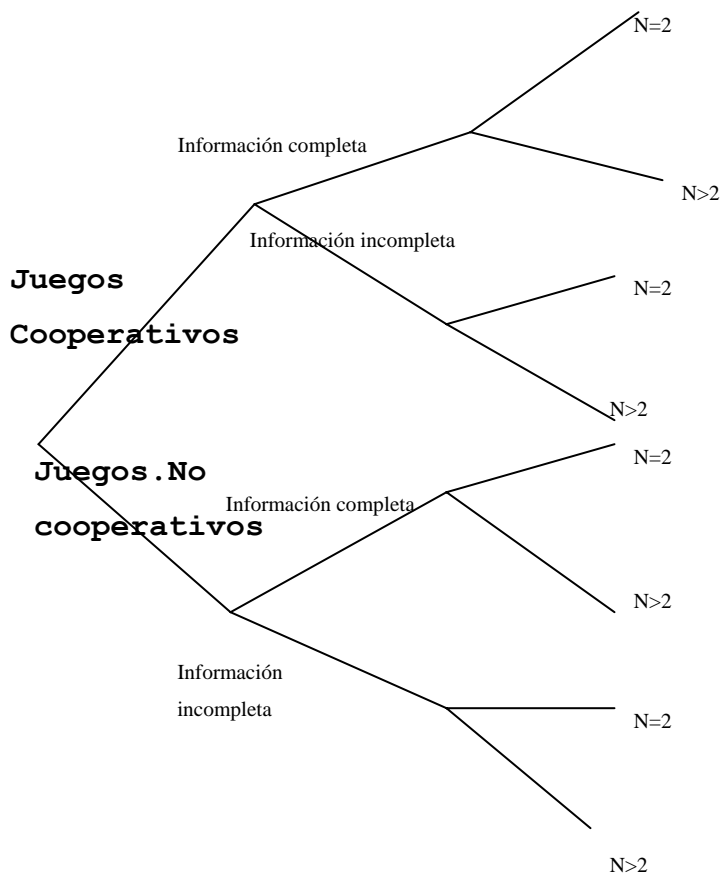 N=2
Información completa
N>2
Información incompleta
Juegos
N=2
Cooperativos
N>2
N=2
Juegos.No
Información completa
cooperativos
N>2
Información
incompleta
N=2
N>2